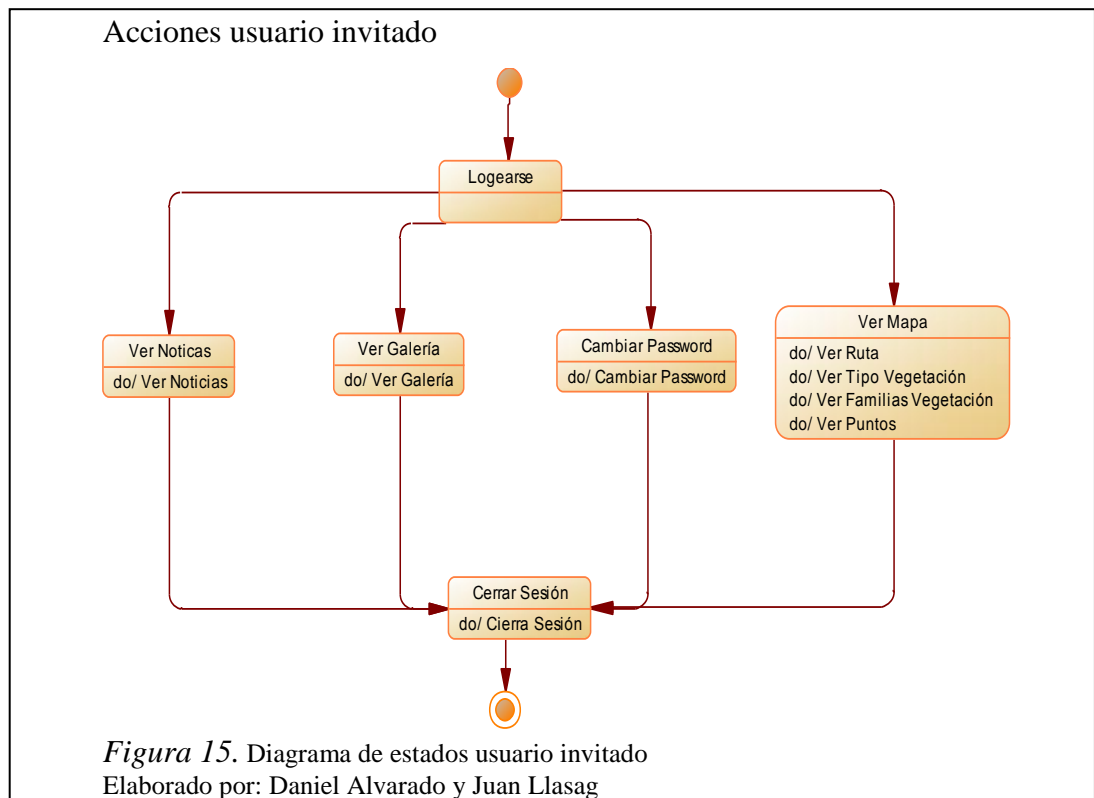 Acciones usuario invitado
Logearse
Ver Noticas
do/ Ver Noticias
Ver Galería
do/ Ver Galería
Cambiar Password
do/ Cambiar Password
Ver Mapa
do/ Ver Ruta
do/ Ver Tipo Vegetación
do/ Ver Familias Vegetación
do/ Ver Puntos
Cerrar Sesión
do/ Cierra Sesión
Figura 15. Diagrama de estados usuario invitado
Elaborado por: Daniel Alvarado y Juan Llasag